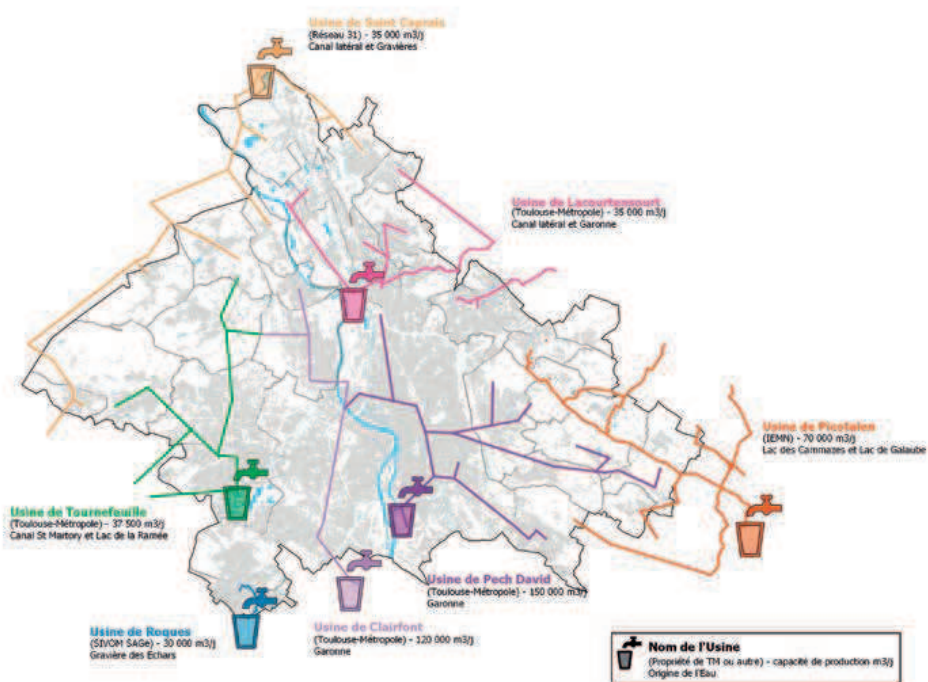 Usine de Saint Caprais
(Réseau 31) - 35 000 m3/j
Canal latéral et Gravières
Usine de Lacourtensourt
(Toulouse-Métropole) - 35 000 m3/j
Canal latéral et Garonne
Usine de Picotalen
(IEMN) - 70 000 m3/j
Lac des Cammazes et Lac de Galaube
Usine de Tournefeuille
(Toulouse-Métropole) - 37 500 m3/j
Canal St Martory et Lac de la Ramée
Usine de Pech David
(Toulouse-Métropole) - 150 000 m3/j
Garonne
Usine de Roques
(SIVOM SAGe) - 30 000 m3/j
Gravière des Echars
Usine de Clairfont
(Toulouse-Métropole) - 120 000 m3/j
Garonne
Nom de l'Usine
(Propriété de TM ou autre) - capacité de production m3/j
Origine de l'Eau